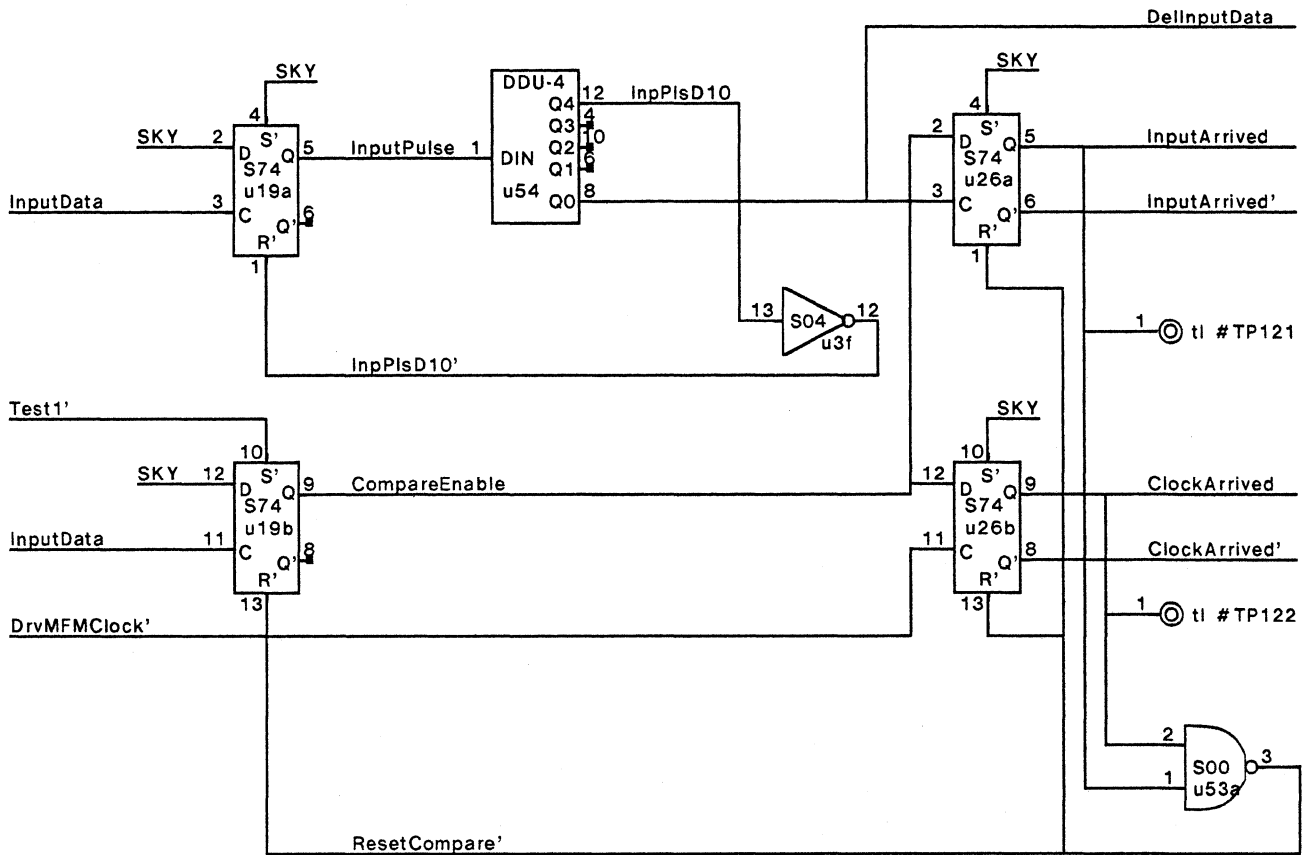 DelInputData
SKY
SKY
DDU-4
4
Q4
12
InpPlsD10
4
S'
Q3
4
S'
SKY
2
D
Q
5
InputPulse
1
DIN
Q2
10
2
D
Q
5
InputArrived
S74
Q1
6
S74
u19a
u54
u26a
InputData
3
C
Q'
6
Q0
8
3
C
Q'
6
InputArrived'
R'
R'
1
1
13
S04
12
u3f
1
tl #TP121
InpPlsD10'
Test1'
SKY
10
S'
10
S'
SKY
12
D
Q
9
CompareEnable
12
D
Q
9
ClockArrived
S74
S74
u19b
u26b
InputData
11
C
Q'
8
11
C
Q'
8
ClockArrived'
R'
R'
13
13
DrvMFMClock'
1
tl #TP122
2
S00
3
1
u53a
ResetCompare'